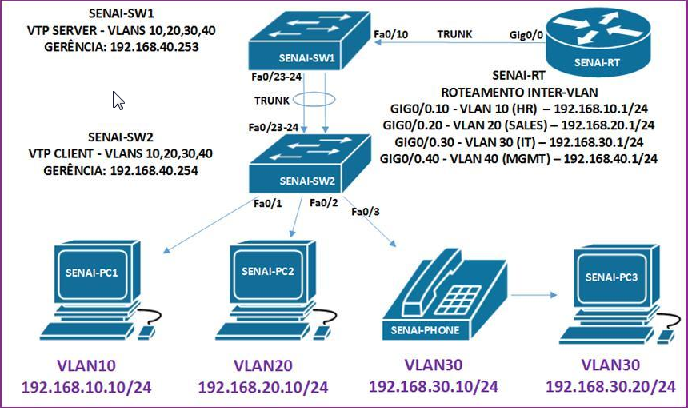 SENAI-SW1
VTP SERVER - VLANS 10,20,30,40
GERÊNCIA: 192.168.40.253
SENAI-SW1
Fa0/10
TRUNK
Gig0/0
SENAI-RT
Fa0/23-24
TRUNK
Fa0/23-24
SENAI-RT
ROTEAMENTO INTER-VLAN
GIG0/0.10 - VLAN 10 (HR) – 192.168.10.1/24
GIG0/0.20 - VLAN 20 (SALES) – 192.168.20.1/24
GIG0/0.30 - VLAN 30 (IT) – 192.168.30.1/24
GIG0/0.40 - VLAN 40 (MGMT) – 192.168.40.1/24
SENAI-SW2
VTP CLIENT - VLANS 10,20,30,40
GERÊNCIA: 192.168.40.254
SENAI-SW2
Fa0/1
Fa0/2
Fa0/3
SENAI-PC1
SENAI-PC2
SENAI-PHONE
SENAI-PC3
VLAN10
192.168.10.10/24
VLAN20
192.168.20.10/24
VLAN30
192.168.30.10/24
VLAN30
192.168.30.20/24